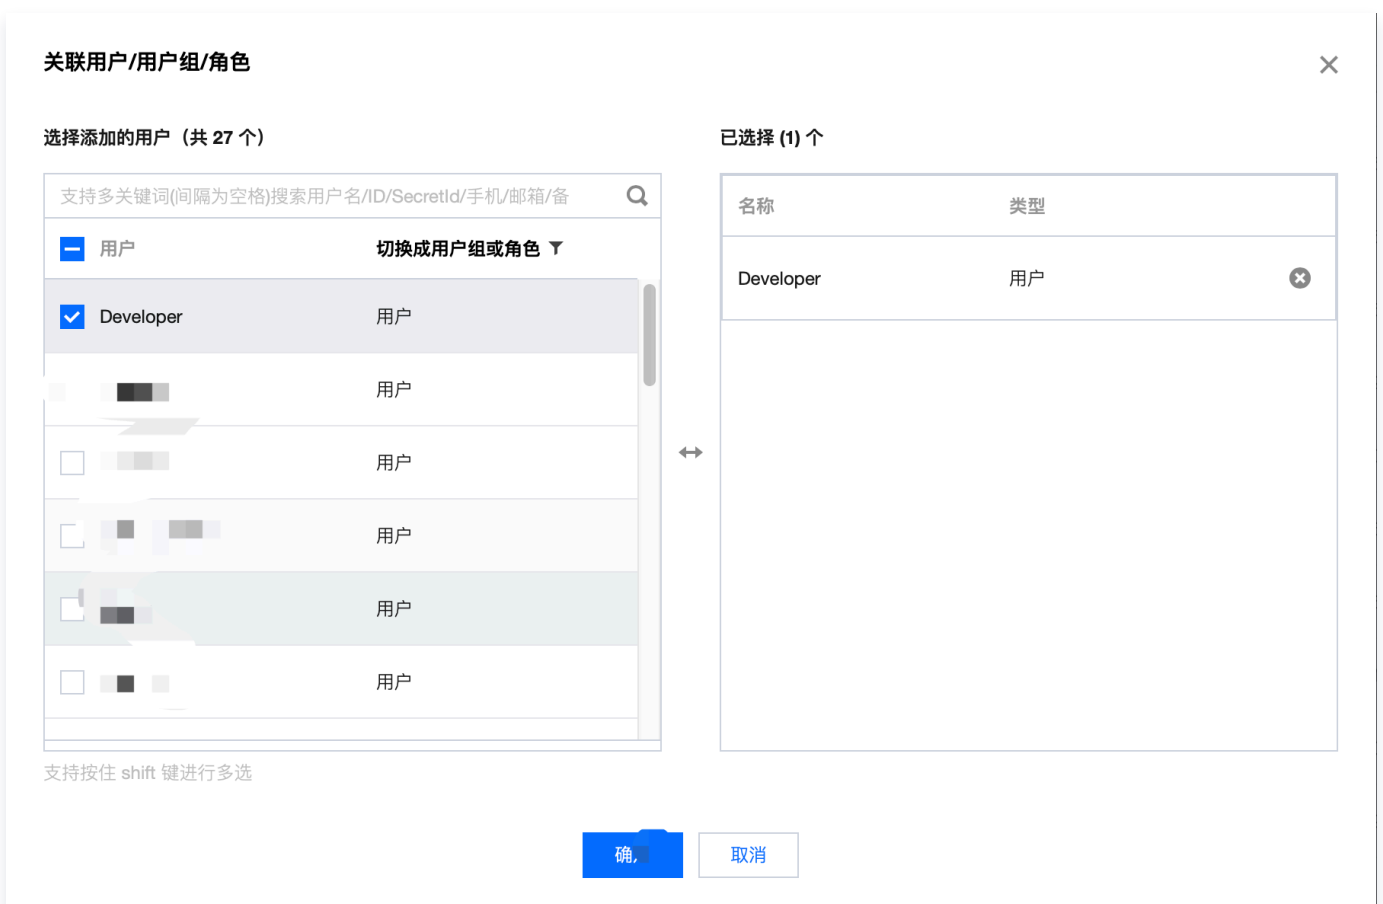 关联用户/用户组/角色
选择添加的用户（共 27 个）
支持多关键词(间隔为空格)搜索用户名/ID/SecretId/手机/邮箱/备
用户 切换成用户组或角色
Developer 用户
用户
用户
用户
用户
用户
支持按住 shift 键进行多选
已选择 (1) 个
名称 类型
Developer 用户
确
取消